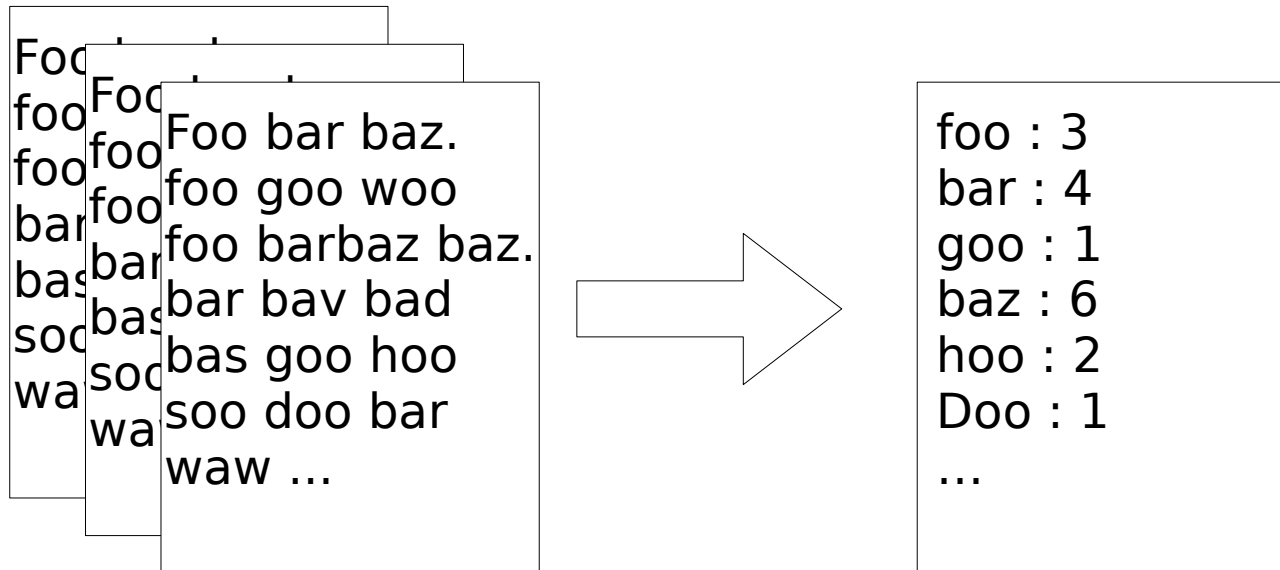 Foo bar baz.
foo goo woo
foo barbaz baz.
bar bav bad
bas goo hoo
soo doo bar
waw ...
foo : 3
bar : 4
goo : 1
baz : 6
hoo : 2
Doo : 1
...